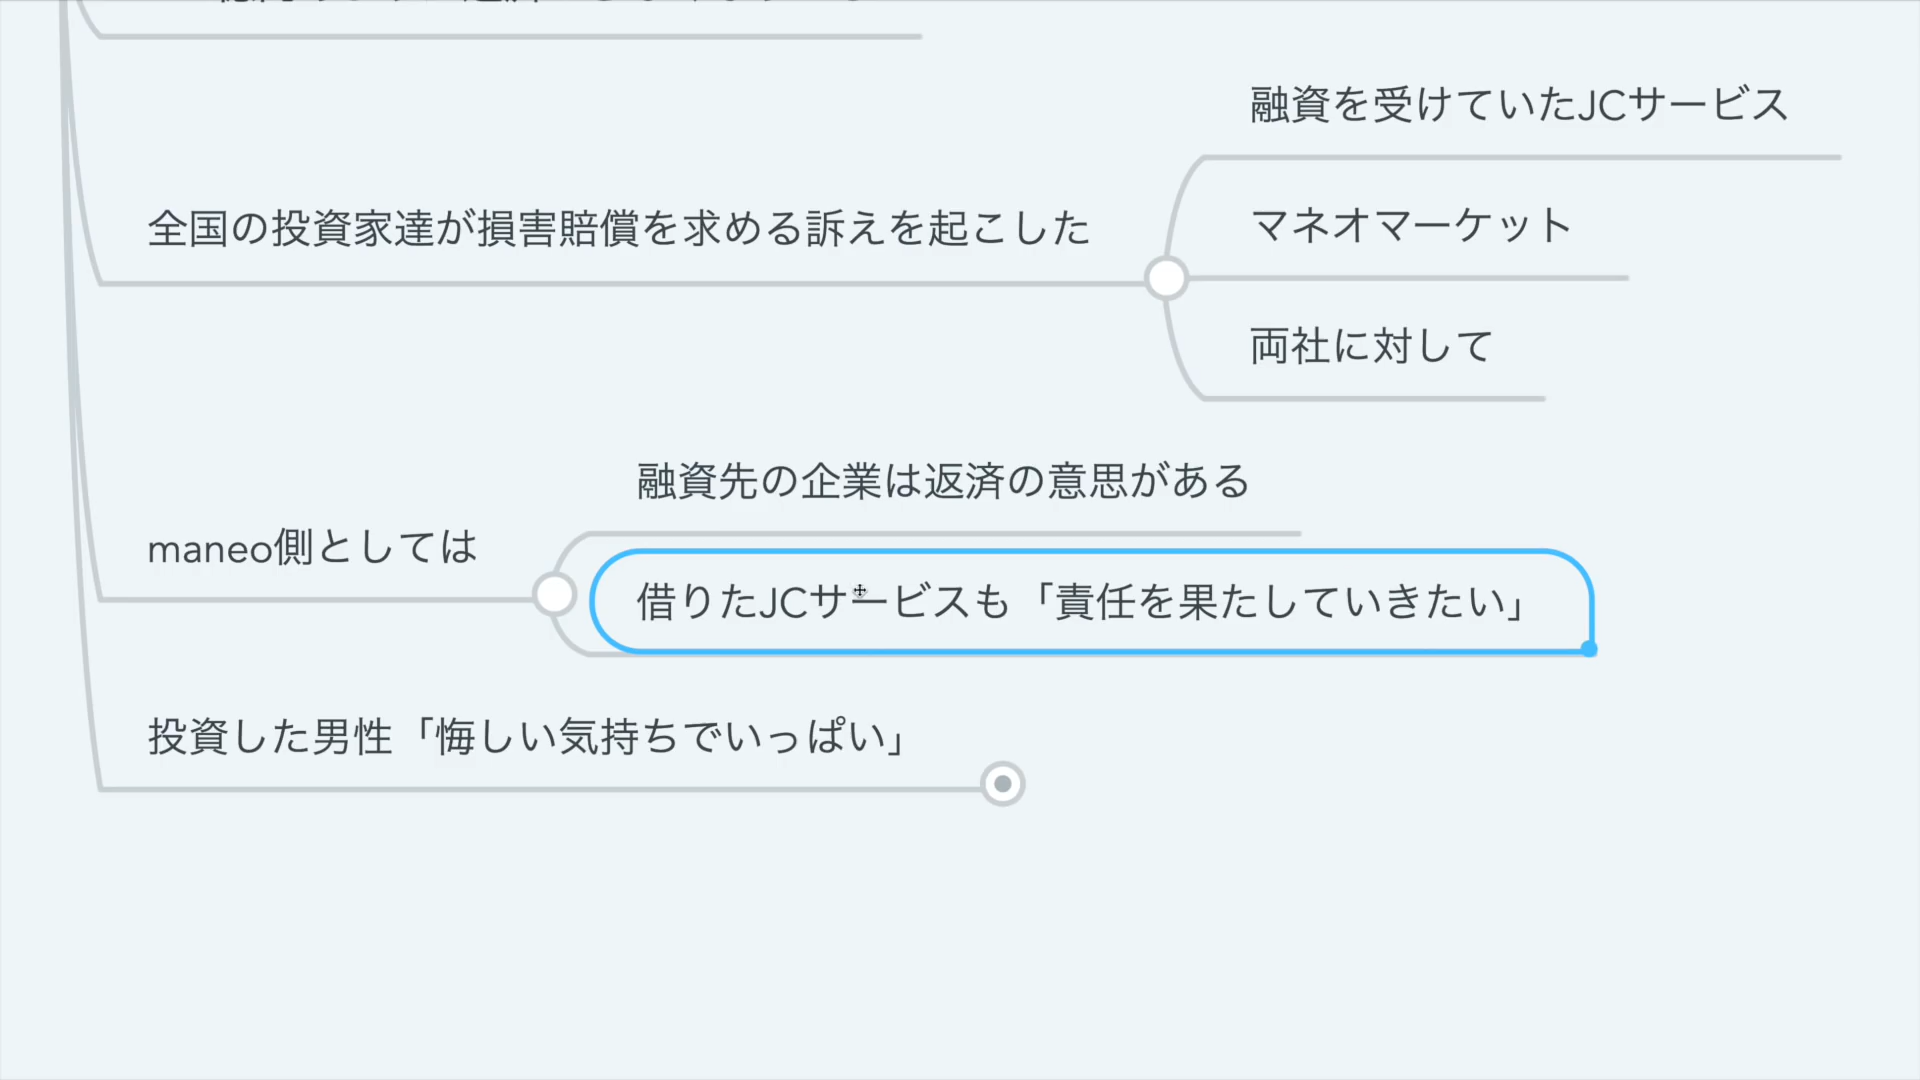 全国の投資家達が損害賠償を求める訴えを起こした
融資を受けていたJCサービス
マネオマーケット
両社に対して
maneo側としては
融資先の企業は返済の意思がある
借りたJCサービスも「責任を果たしていきたい」
投資した男性「悔しい気持ちでいっぱい」